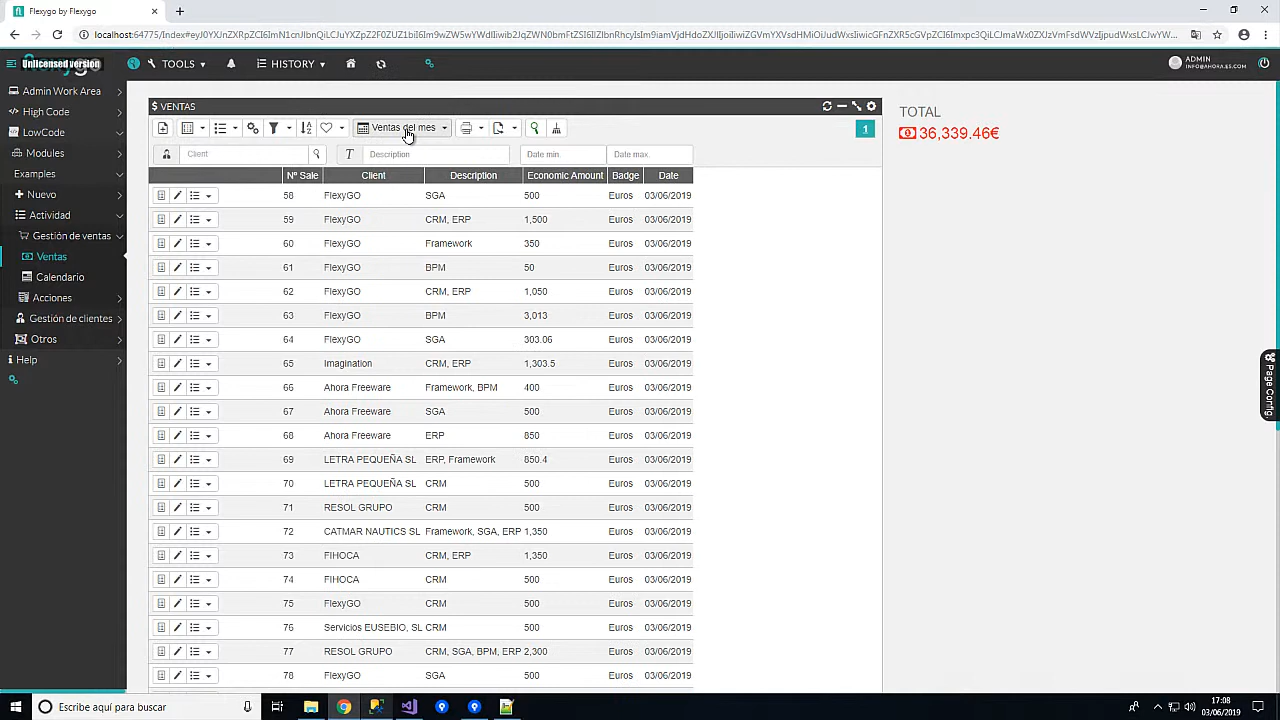 Flexygo by Flexygo
Unlicensed version
TOOLS
HISTORY
ADMIN
INFO@AHORA.ES.COM
Admin Work Area
High Code
LowCode
Modules
Examples
Nuevo
Actividad
Gestión de ventas
Ventas
Calendario
Acciones
Gestión de clientes
Otros
Help
$ VENTAS
Ventas del mes
1
Client
T
Description
Date min.
Date max.
Nº Sale Client Description Economic Amount Badge Date
58 FlexyGO SGA 500 Euros 03/06/2019
59 FlexyGO CRM, ERP 1,500 Euros 03/06/2019
60 FlexyGO Framework 350 Euros 03/06/2019
61 FlexyGO BPM 50 Euros 03/06/2019
62 FlexyGO CRM, ERP 1,050 Euros 03/06/2019
63 FlexyGO BPM 3,013 Euros 03/06/2019
64 FlexyGO SGA 303.06 Euros 03/06/2019
65 Imagination CRM, ERP 1,303.5 Euros 03/06/2019
66 Ahora Freeware Framework, BPM 400 Euros 03/06/2019
67 Ahora Freeware SGA 500 Euros 03/06/2019
68 Ahora Freeware ERP 850 Euros 03/06/2019
69 LETRA PEQUEÑA SL ERP, Framework 850.4 Euros 03/06/2019
70 LETRA PEQUEÑA SL CRM 500 Euros 03/06/2019
71 RESOL GRUPO CRM 500 Euros 03/06/2019
72 CATMAR NAUTICS SL Framework, SGA, ERP 1,350 Euros 03/06/2019
73 FIHOCA CRM, ERP 1,350 Euros 03/06/2019
74 FIHOCA CRM 500 Euros 03/06/2019
75 FlexyGO CRM 500 Euros 03/06/2019
76 Servicios EUSEBIO, SL CRM 500 Euros 03/06/2019
77 RESOL GRUPO CRM, SGA, BPM, ERP 2,300 Euros 03/06/2019
78 FlexyGO SGA 500 Euros 03/06/2019
TOTAL
36,339.46€
Page Config.
Escribe aquí para buscar
17:08
03/06/2019